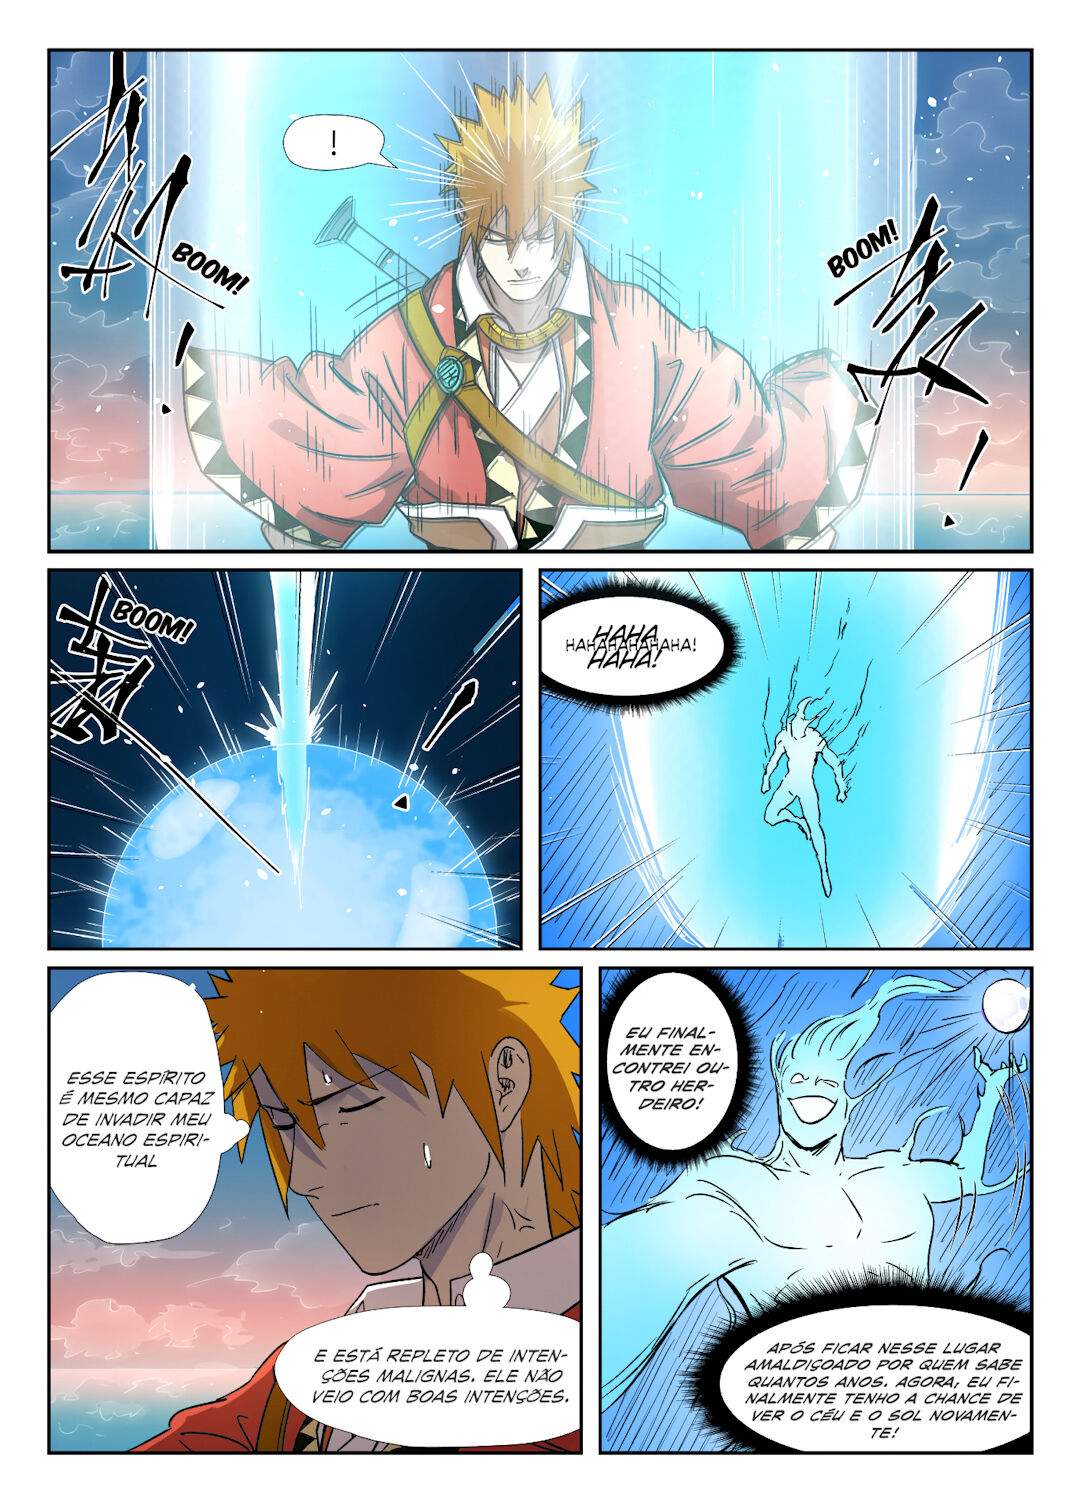 !
BOOM!
BOOM!
BOOM!
HAHA
HAHAHAHAHAHA!
HAHA!
ESSE ESPÍRITO
É MESMO CAPAZ
DE INVADIR MEU
OCEANO ESPIRI-
TUAL
E ESTÁ REPLETO DE INTEN-
ÇÕES MALIGNAS. ELE NÃO
VEIO COM BOAS INTENÇÕES.
EU FINAL-
MENTE EN-
CONTREI OU-
TRO HER-
DEIRO!
APÓS FICAR NESSE LUGAR
AMALDIÇOADO POR QUEM SABE
QUANTOS ANOS. AGORA, EU FI-
NALMENTE TENHO A CHANCE DE
VER O CÉU E O SOL NOVAMEN-
TE!